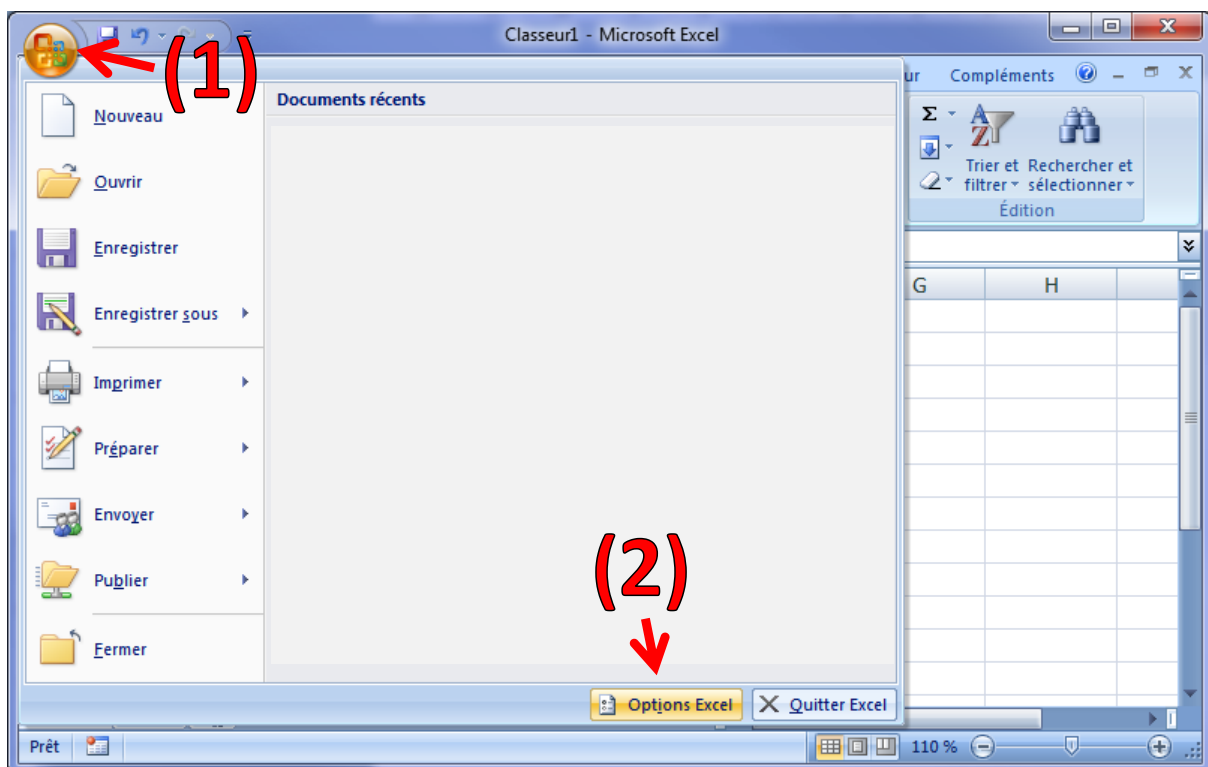 Classeur1 - Microsoft Excel
(1)
ur Compléments
Nouveau
Documents récents
Ouvrir
Enregistrer
Enregistrer sous
Imprimer
Préparer
Envoyer
Publier
Fermer
Σ
A
Z
Trier et
filtrer
Rechercher et
sélectionner
Édition
G H
(2)
Options Excel
Quitter Excel
Prêt
110 %